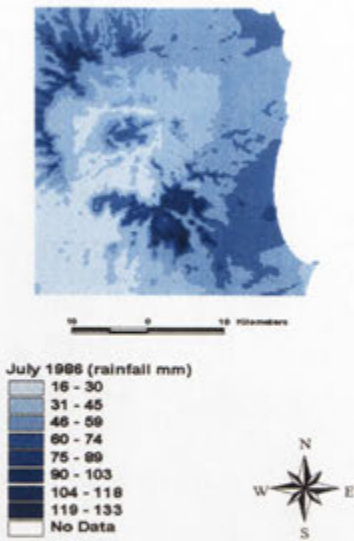 10 0 10 Kilometers
July 1986 (rainfall mm)
16 - 30
31 - 45
46 - 59
60 - 74
75 - 89
90 - 103
104 - 118
119 - 133
No Data
N
W E
S